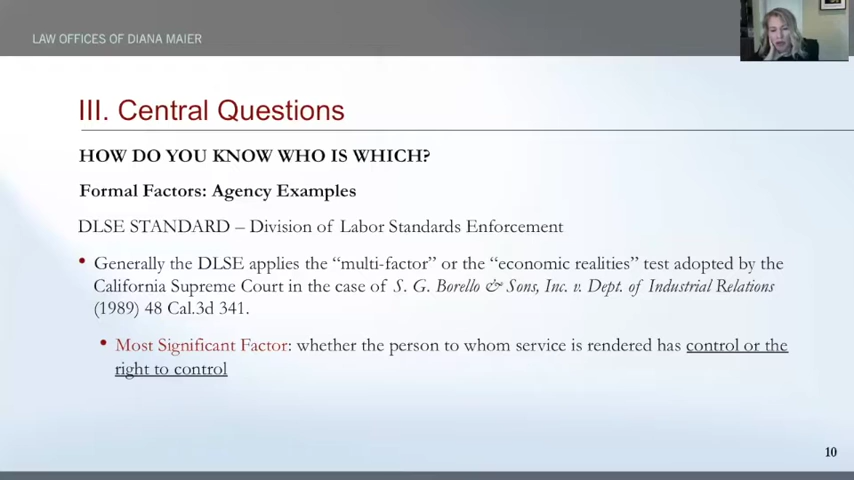 LAW OFFICES OF DIANA MAIER
III. Central Questions
HOW DO YOU KNOW WHO IS WHICH?
Formal Factors: Agency Examples
DLSE STANDARD – Division of Labor Standards Enforcement
• Generally the DLSE applies the “multi-factor” or the “economic realities” test adopted by the
California Supreme Court in the case of S. G. Borello & Sons, Inc. v. Dept. of Industrial Relations
(1989) 48 Cal.3d 341.
• Most Significant Factor: whether the person to whom service is rendered has control or the
right to control
10